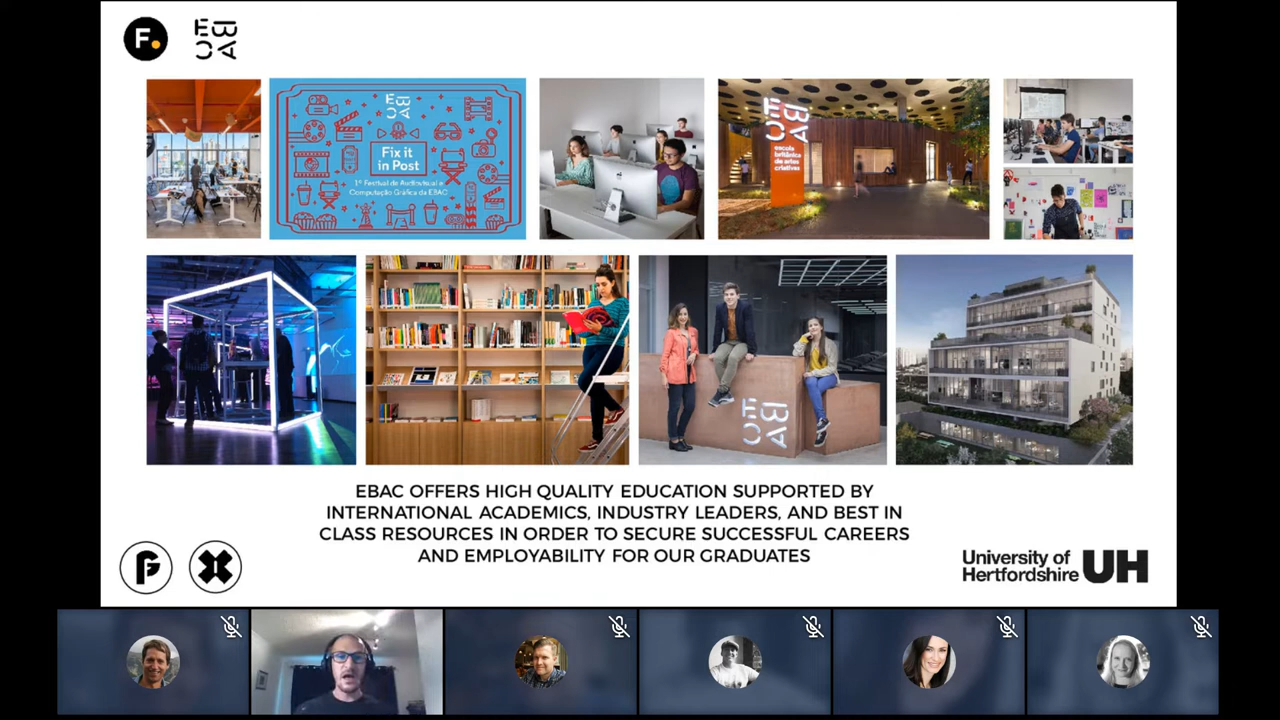 F.
EBAC
EBAC
Fix it
in Post
1º Festival de Audiovisual e
Computação Gráfica da EBAC
EBAC
escola
britânica
de artes
criativas
EBAC
EBAC OFFERS HIGH QUALITY EDUCATION SUPPORTED BY
INTERNATIONAL ACADEMICS, INDUSTRY LEADERS, AND BEST IN
CLASS RESOURCES IN ORDER TO SECURE SUCCESSFUL CAREERS
AND EMPLOYABILITY FOR OUR GRADUATES
University of
Hertfordshire UH